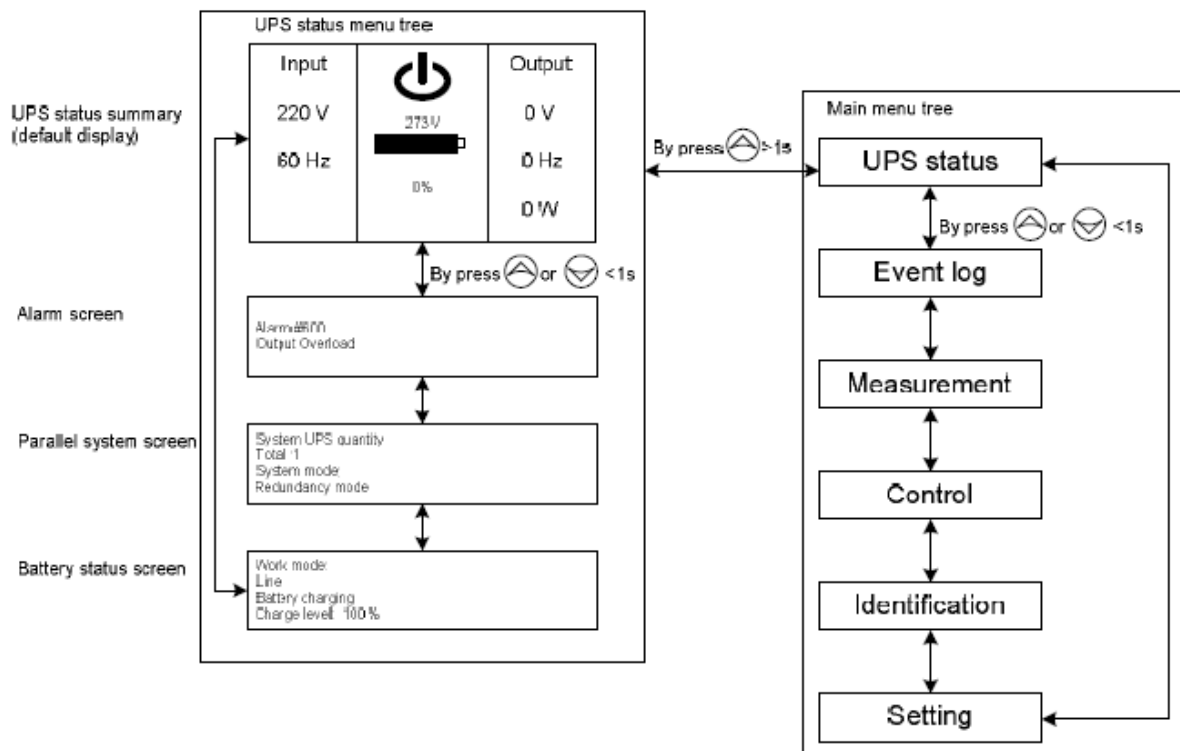 UPS status menu tree
UPS status summary
(default display)
Input
220 V
60 Hz
273V
0%
Output
0 V
0 Hz
0 W
By press or <1s
Alarm screen
Alarm#600
Output Overload
Parallel system screen
System UPS quantity
Total 1
System mode:
Redundancy mode
Battery status screen
Work mode:
Line
Battery charging
Charge level: 100%
By press >1s
Main menu tree
UPS status
By press or <1s
Event log
Measurement
Control
Identification
Setting